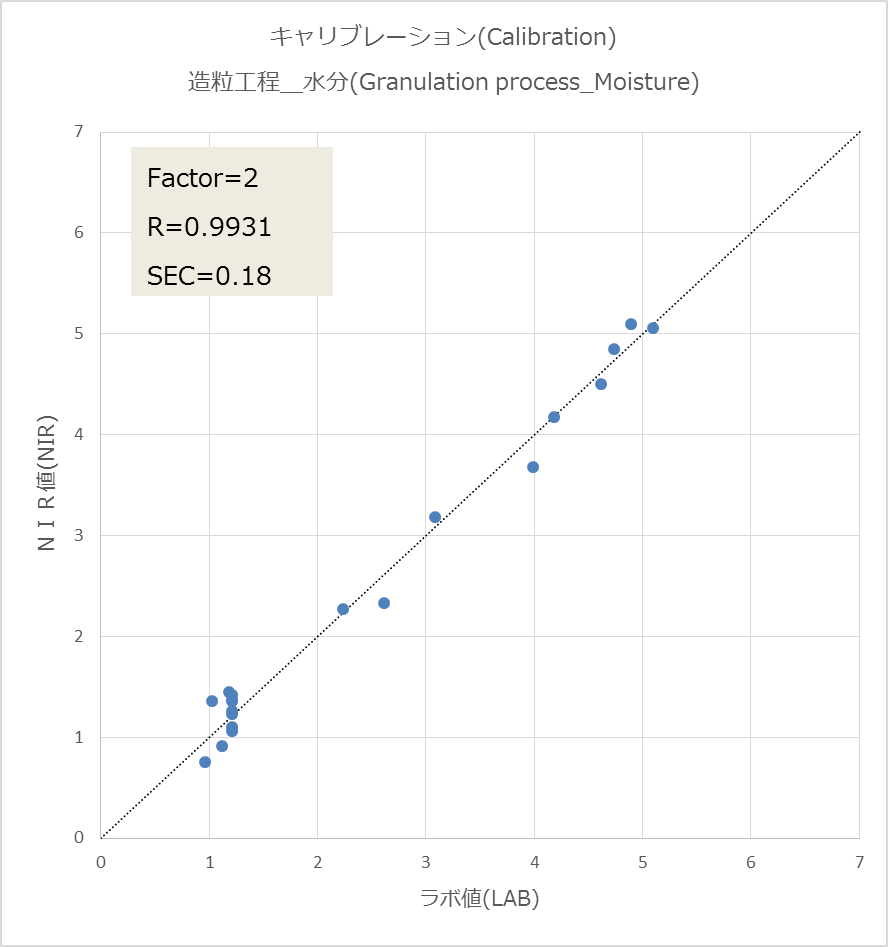 キャリブレーション(Calibration)
造粒工程__水分(Granulation process_Moisture)
Factor=2
R=0.9931
SEC=0.18
7
6
5
4
3
2
1
0
ＮＩＲ値(NIR)
0 1 2 3 4 5 6 7
ラボ値(LAB)